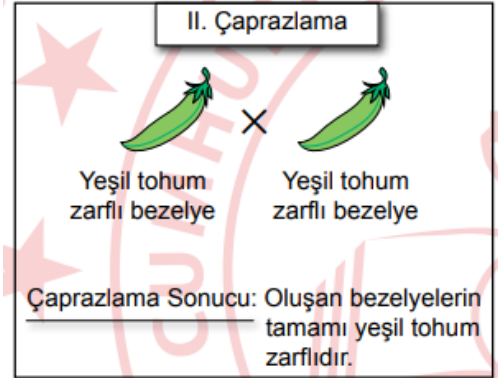 II. Çaprazlama
×
Yeşil tohum
zarflı bezelye
Yeşil tohum
zarflı bezelye
Çaprazlama Sonucu: Oluşan bezelyelerin
tamamı yeşil tohum
zarflıdır.